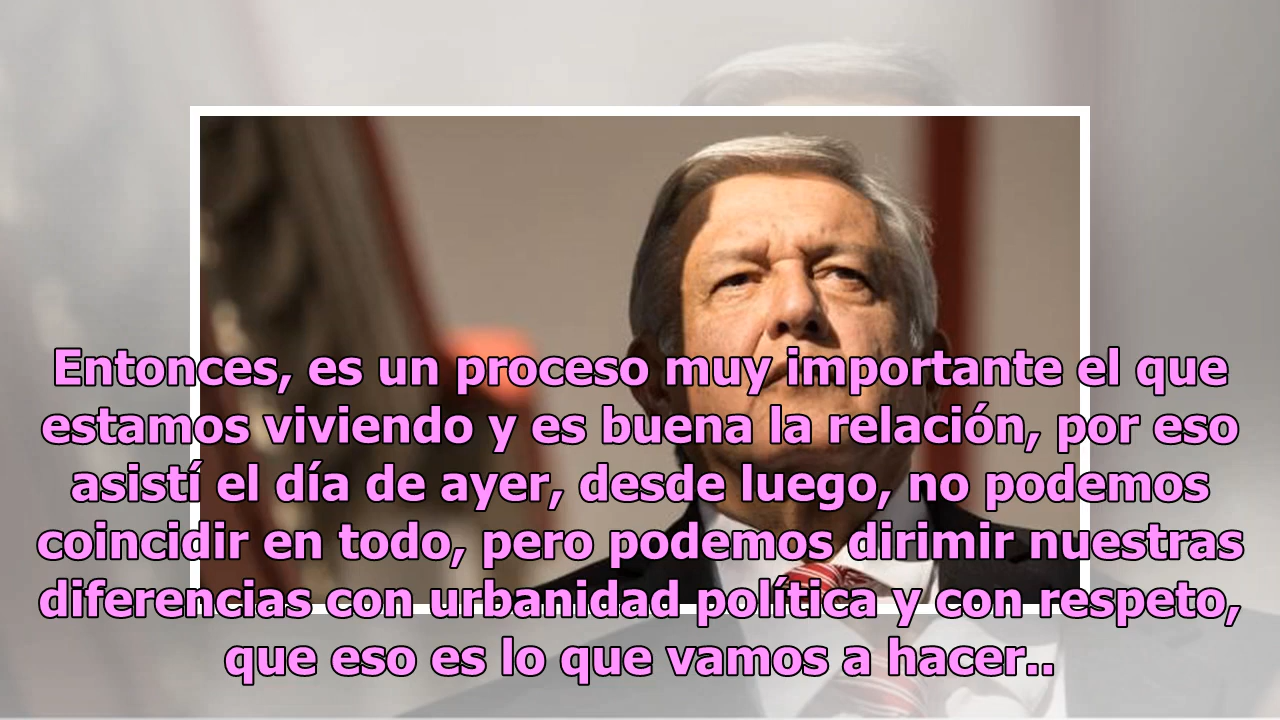 Entonces, es un proceso muy importante el que
estamos viviendo y es buena la relación, por eso
asistí el día de ayer, desde luego, no podemos
coincidir en todo, pero podemos dirimir nuestras
diferencias con urbanidad política y con respeto,
que eso es lo que vamos a hacer..